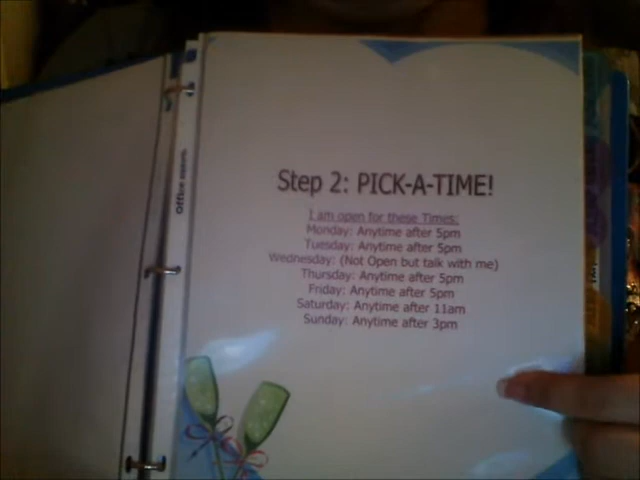 Step 2: PICK-A-TIME!
I am open for these Times:
Monday: Anytime after 5pm
Tuesday: Anytime after 5pm
Wednesday: (Not Open but talk with me)
Thursday: Anytime after 5pm
Friday: Anytime after 5pm
Saturday: Anytime after 11am
Sunday: Anytime after 3pm
Office